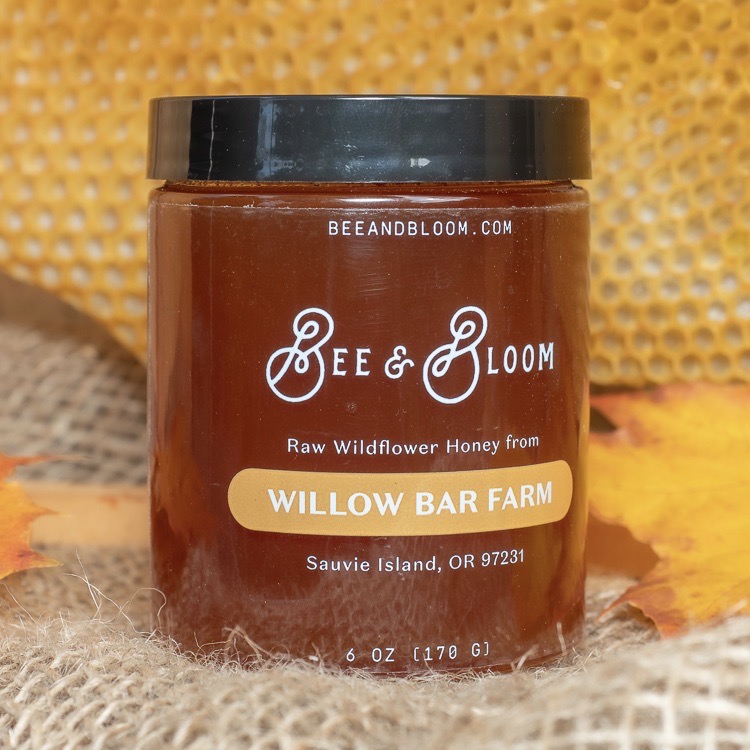 BEEANDBLOOM.COM
BEE & BLOOM
Raw Wildflower Honey from
WILLOW BAR FARM
Sauvie Island, OR 97231
6 OZ [170 G]